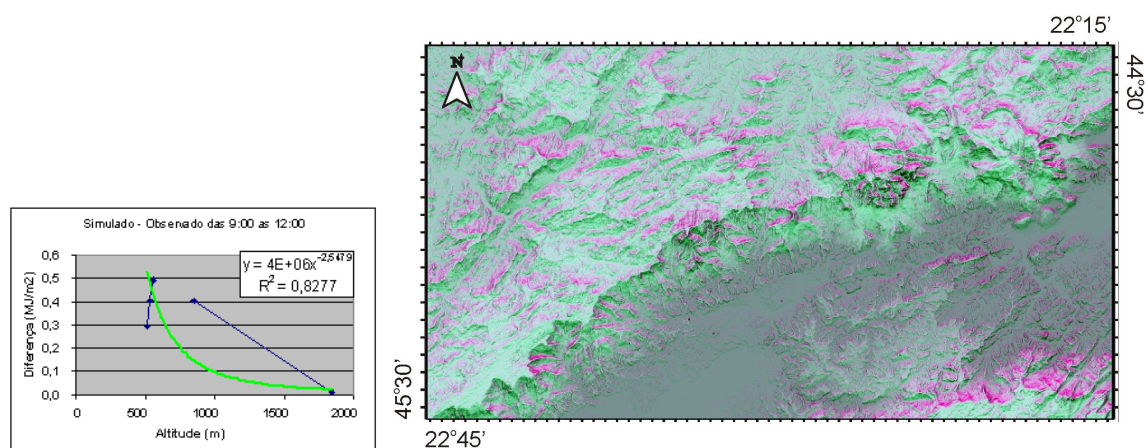 Simulado - Observado das 9:00 as 12:00
y = 4E+06x^-2,5479
R² = 0,8277
Diferença (MJ/m2)
0,6
0,5
0,4
0,3
0,2
0,1
0,0
0 500 1000 1500 2000
Altitude (m)
22°15'
N
44°30'
45°30'
22°45'